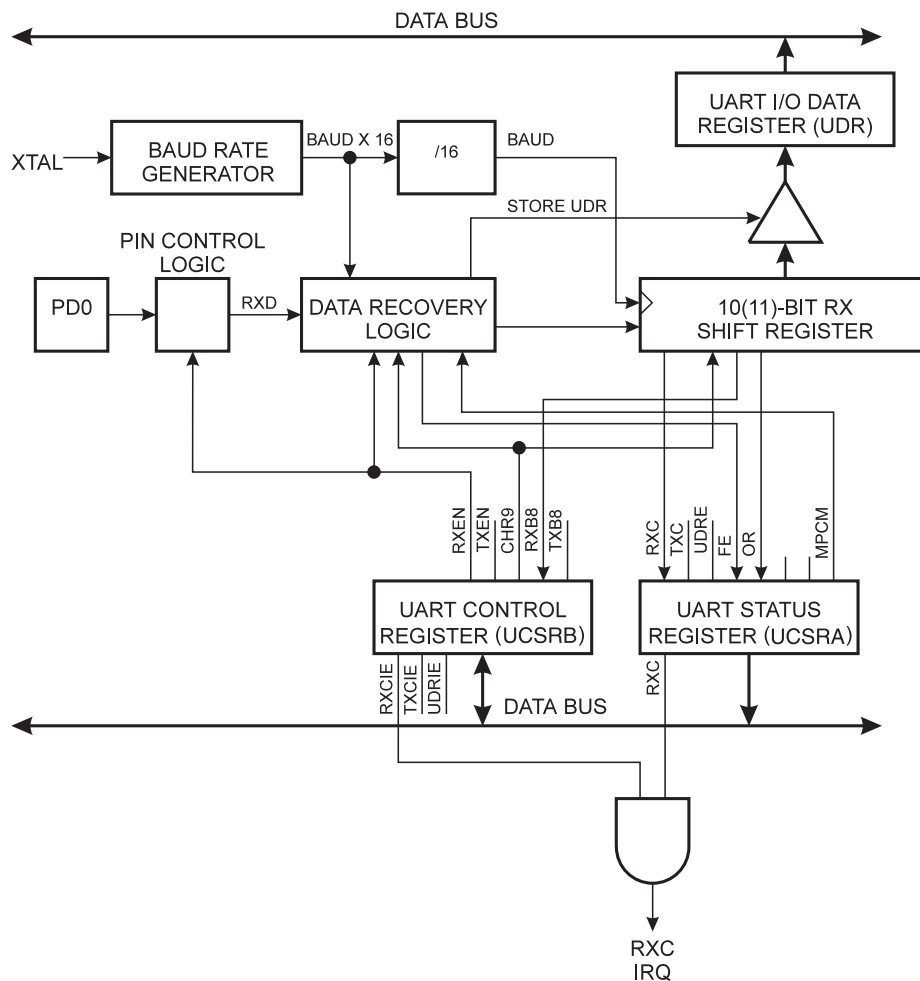 DATA BUS
UART I/O DATA
REGISTER (UDR)
XTAL
BAUD RATE
GENERATOR
BAUD X 16
/16
BAUD
STORE UDR
PIN CONTROL
LOGIC
PD0
RXD
DATA RECOVERY
LOGIC
10(11)-BIT RX
SHIFT REGISTER
RXEN
TXEN
CHR9
RXB8
TXB8
RXC
TXC
UDRE
FE
OR
MPCM
UART CONTROL
REGISTER (UCSRB)
UART STATUS
REGISTER (UCSRA)
RXCIE
TXCIE
UDRIE
RXC
DATA BUS
RXC
IRQ